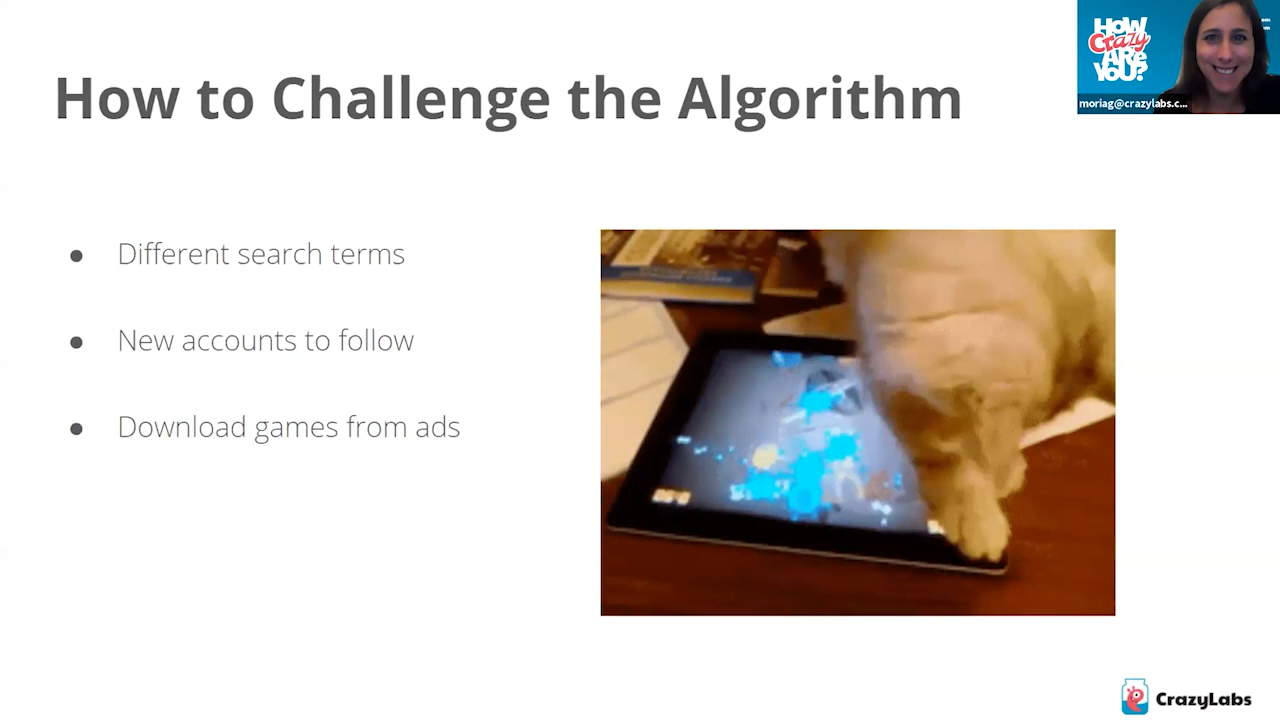 How to Challenge the Algorithm
HOW
Crazy
ARE
YOU?
moriag@crazylabs.c...
● Different search terms
● New accounts to follow
● Download games from ads
CrazyLabs